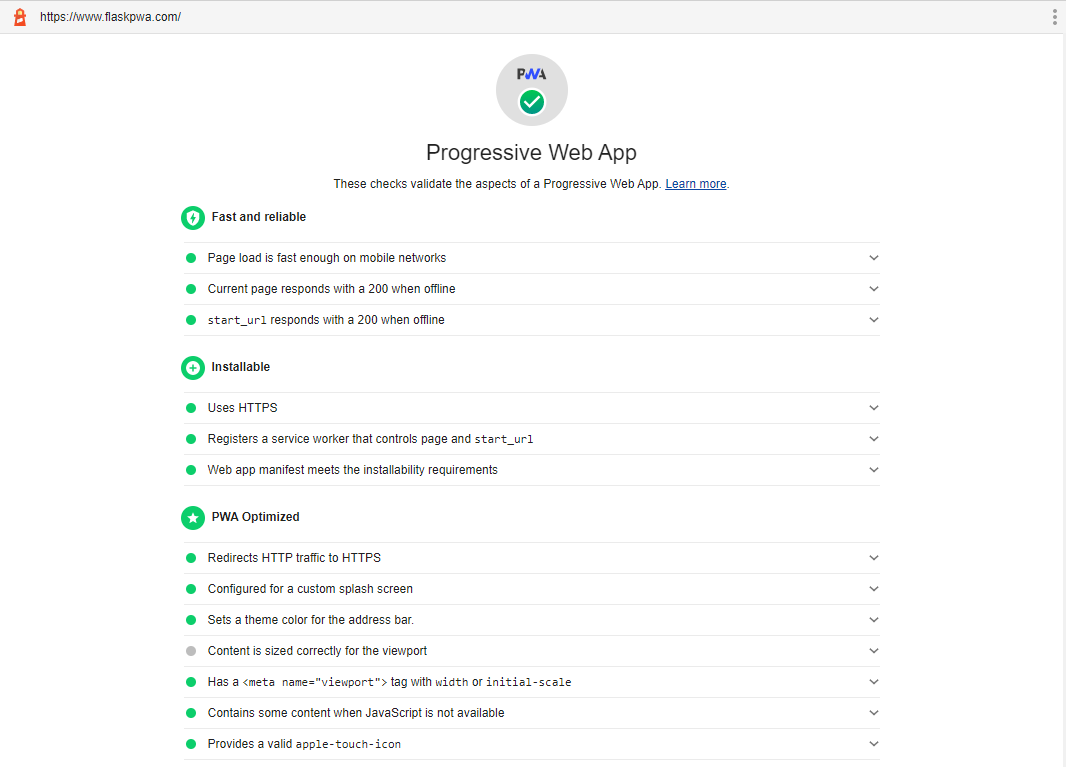 https://www.flaskpwa.com/
PWA
Progressive Web App
These checks validate the aspects of a Progressive Web App. Learn more.
Fast and reliable
Page load is fast enough on mobile networks
Current page responds with a 200 when offline
start_url responds with a 200 when offline
Installable
Uses HTTPS
Registers a service worker that controls page and start_url
Web app manifest meets the installability requirements
PWA Optimized
Redirects HTTP traffic to HTTPS
Configured for a custom splash screen
Sets a theme color for the address bar.
Content is sized correctly for the viewport
Has a <meta name="viewport"> tag with width or initial-scale
Contains some content when JavaScript is not available
Provides a valid apple-touch-icon